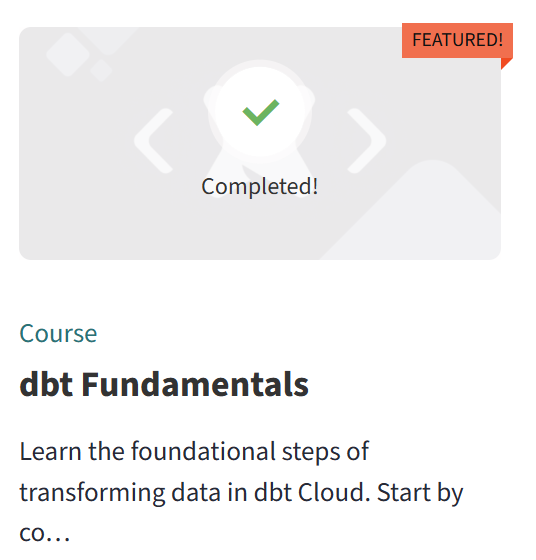 FEATURED!
Completed!
Course
dbt Fundamentals
Learn the foundational steps of
transforming data in dbt Cloud. Start by
co…